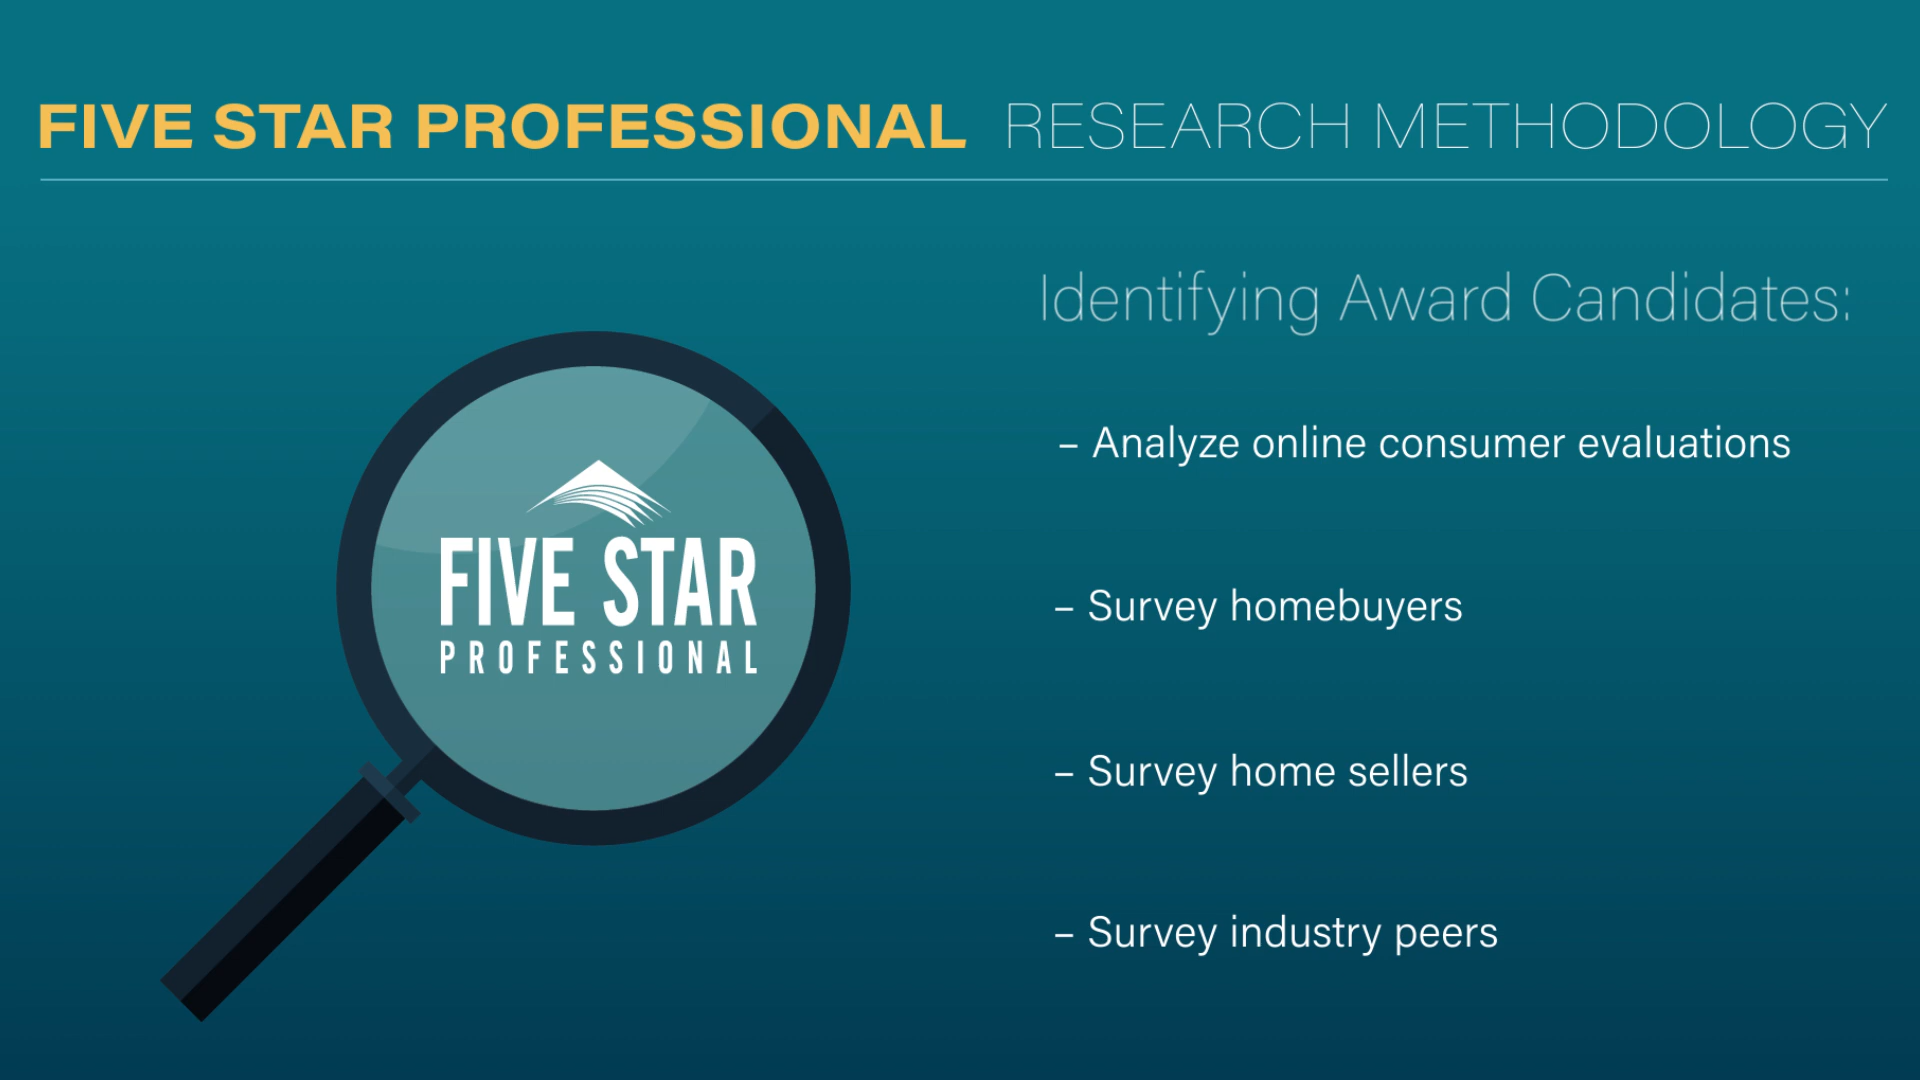 FIVE STAR PROFESSIONAL RESEARCH METHODOLOGY
Identifying Award Candidates:
– Analyze online consumer evaluations
– Survey homebuyers
– Survey home sellers
– Survey industry peers
FIVE STAR
PROFESSIONAL